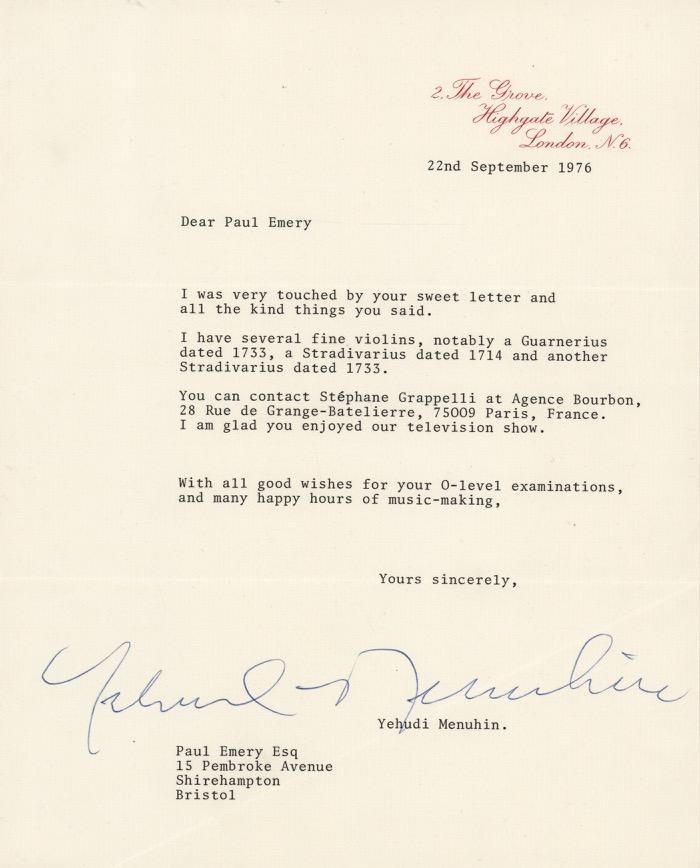 2. The Grove.
Highgate Village.
London. N.6.
22nd September 1976
Dear Paul Emery
I was very touched by your sweet letter and
all the kind things you said.
I have several fine violins, notably a Guarnerius
dated 1733, a Stradivarius dated 1714 and another
Stradivarius dated 1733.
You can contact Stéphane Grappelli at Agence Bourbon,
28 Rue de Grange-Batelierre, 75009 Paris, France.
I am glad you enjoyed our television show.
With all good wishes for your O-level examinations,
and many happy hours of music-making,
Yours sincerely,
Yehudi Menuhin
Yehudi Menuhin.
Paul Emery Esq
15 Pembroke Avenue
Shirehampton
Bristol